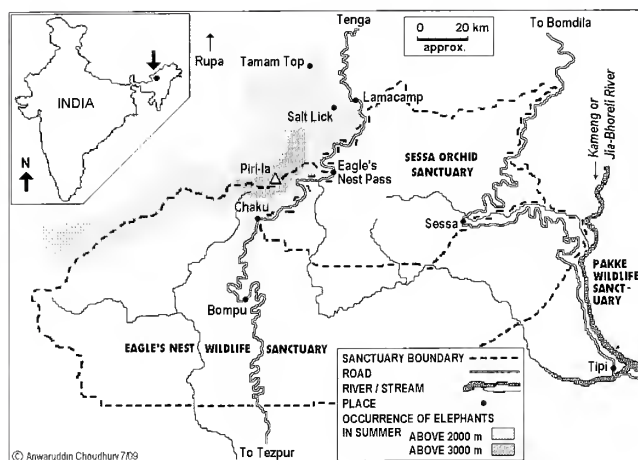 Tenga
To Bomdila
0 20 km
approx.
Rupa
Tamam Top
Lamacamp
INDIA
Salt Lick
Kameng or
Jia-Bhoreli River
N
Piri-la
Eagle's
Nest Pass
SESSA ORCHID
SANCTUARY
Chaku
Sessa
PAKKE
WILDLIFE
SANCT-
UARY
Bompu
EAGLE'S NEST WILDLIFE SANCTUARY
SANCTUARY BOUNDARY
ROAD
RIVER / STREAM
PLACE
OCCURRENCE OF ELEPHANTS
IN SUMMER
ABOVE 2000 m
ABOVE 3000 m
Tipi
To Tezpur
© Anwaruddin Choudhury 7/09